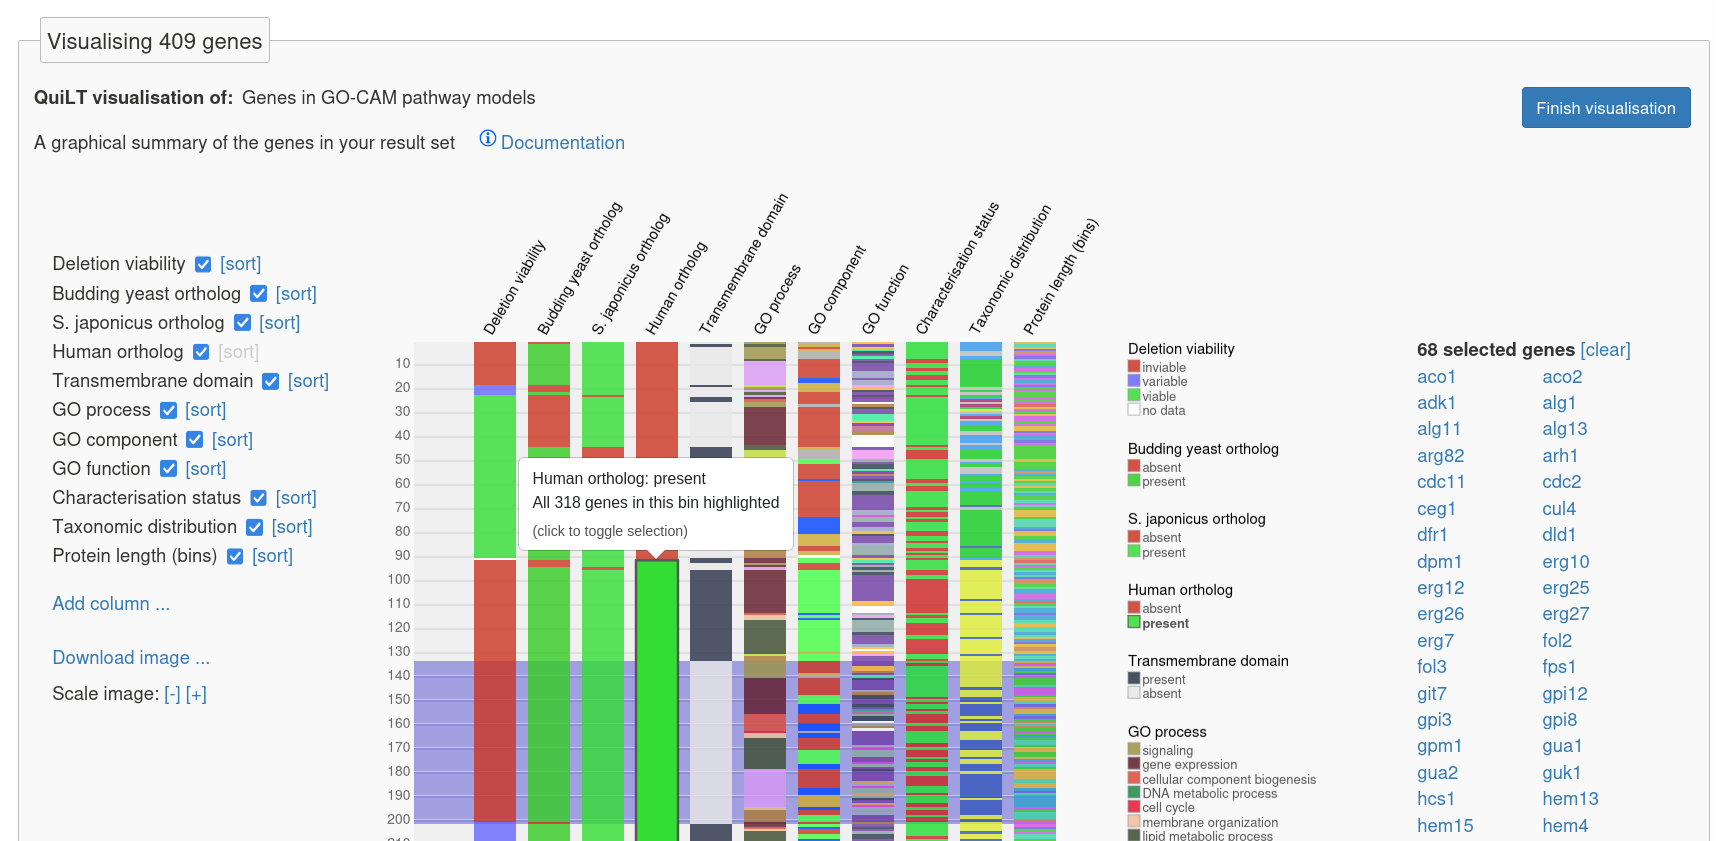 Visualising 409 genes
QuiLT visualisation of: Genes in GO-CAM pathway models
Finish visualisation
A graphical summary of the genes in your result set
Documentation
Deletion viability [sort]
Budding yeast ortholog [sort]
S. japonicus ortholog [sort]
Human ortholog [sort]
Transmembrane domain [sort]
GO process [sort]
GO component [sort]
GO function [sort]
Characterisation status [sort]
Taxonomic distribution [sort]
Protein length (bins) [sort]
Add column ...
Download image ...
Scale image: [-] [+]
Deletion viability
Budding yeast ortholog
S. japonicus ortholog
Human ortholog
Transmembrane domain
GO process
GO component
GO function
Characterisation status
Taxonomic distribution
Protein length (bins)
10
20
30
40
50
60
70
80
90
100
110
120
130
140
150
160
170
180
190
200
210
Human ortholog: present
All 318 genes in this bin highlighted
(click to toggle selection)
Deletion viability
inviable
variable
viable
no data
Budding yeast ortholog
absent
present
S. japonicus ortholog
absent
present
Human ortholog
absent
present
Transmembrane domain
present
absent
GO process
signaling
gene expression
cellular component biogenesis
DNA metabolic process
cell cycle
membrane organization
lipid metabolic process
68 selected genes [clear]
aco1 aco2
adk1 alg1
alg11 alg13
arg82 arh1
cdc11 cdc2
ceg1 cul4
dfr1 dld1
dpm1 erg10
erg12 erg25
erg26 erg27
erg7 fol2
fol3 fps1
git7 gpi12
gpi3 gpi8
gpm1 gua1
gua2 guk1
hcs1 hem13
hem15 hem4